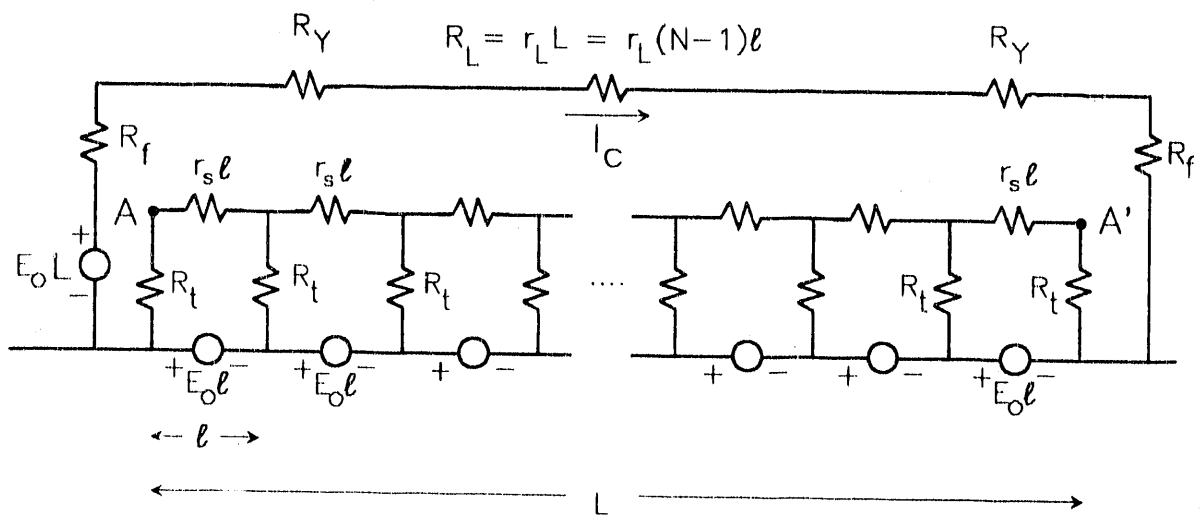 R_Y R_L = r_L L = r_L (N−1)ℓ R_Y
R_f I_C R_f
r_sℓ r_sℓ r_sℓ
A A'
+ E_oL −
R_t R_t R_t .... R_t R_t
+ − + − + − + − + − + −
E_oℓ E_oℓ E_oℓ
ℓ
L